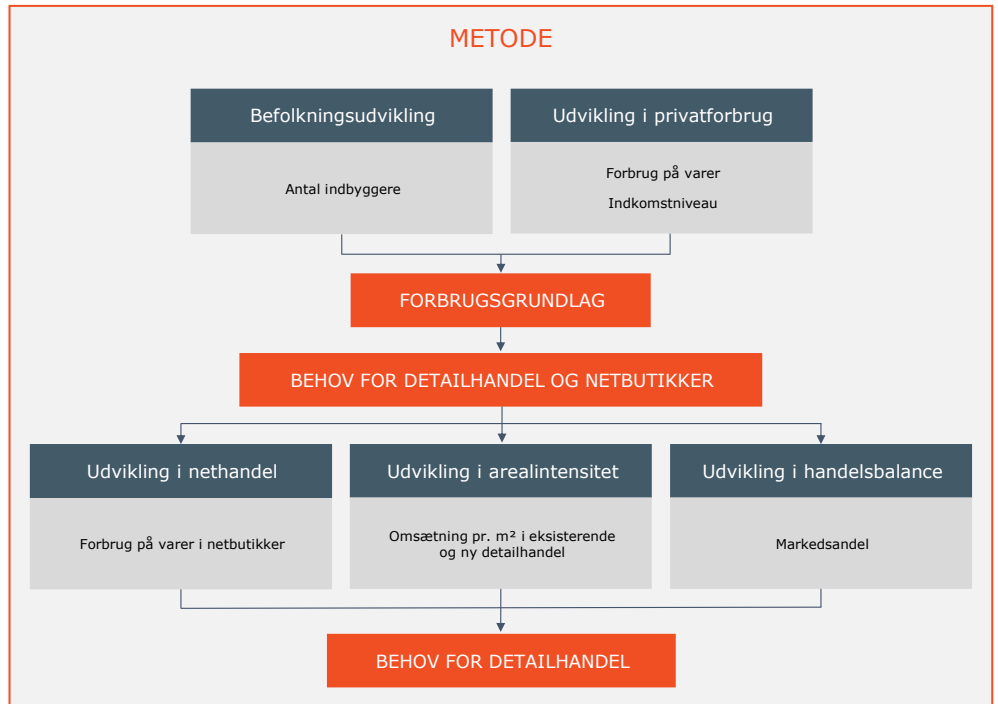 METODE
Befolkningsudvikling
Antal indbyggere
Udvikling i privatforbrug
Forbrug på varer
Indkomstniveau
FORBRUGSGRUNDLAG
BEHOV FOR DETAILHANDEL OG NETBUTIKKER
Udvikling i nethandel
Forbrug på varer i netbutikker
Udvikling i arealintensitet
Omsætning pr. m² i eksisterende
og ny detailhandel
Udvikling i handelsbalance
Markedsandel
BEHOV FOR DETAILHANDEL